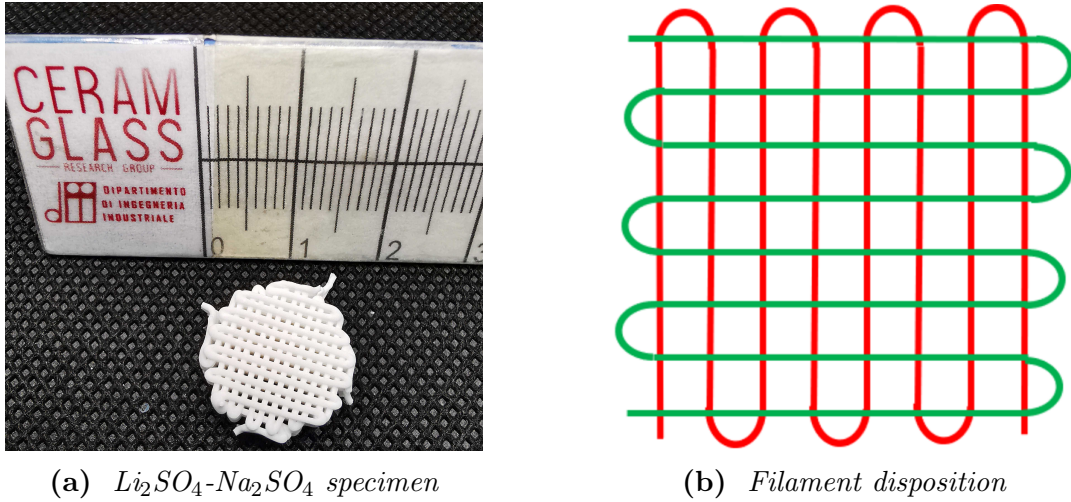 CERAM
GLASS
RESEARCH GROUP
DIPARTIMENTO
DI INGEGNERIA
INDUSTRIALE
0 1 2 3
(a) Li₂SO₄-Na₂SO₄ specimen
(b) Filament disposition